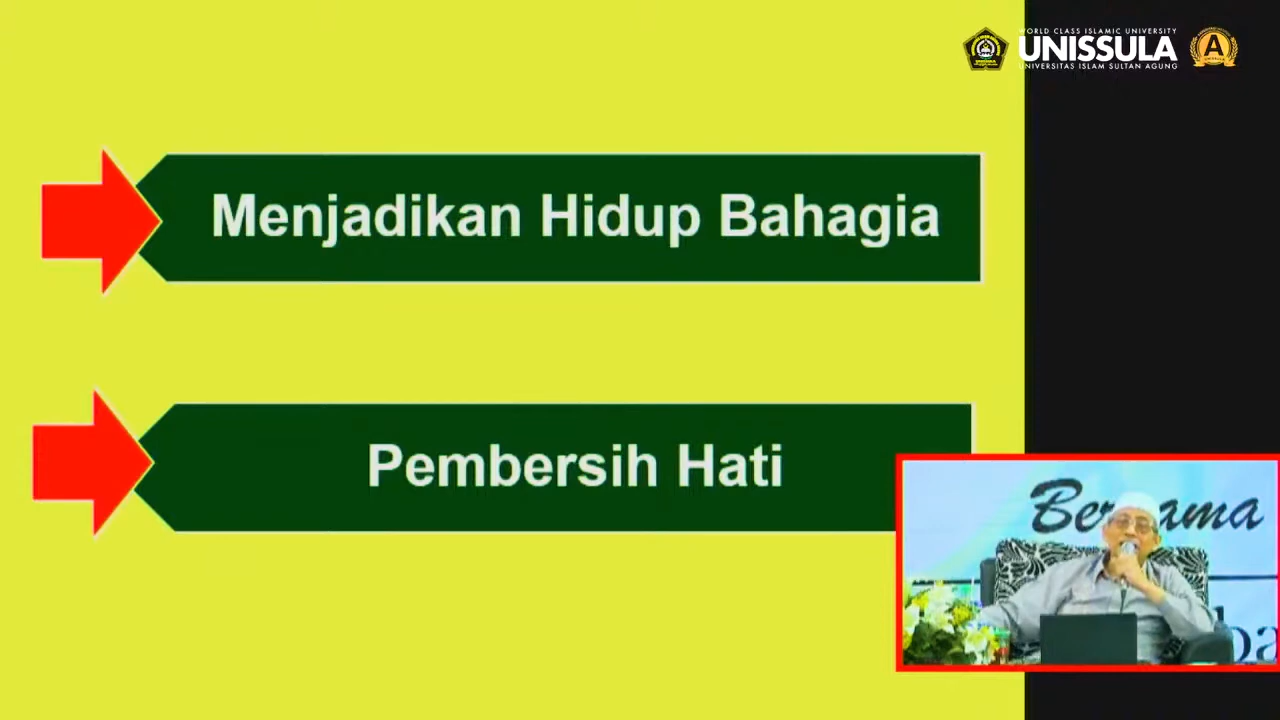 WORLD CLASS ISLAMIC UNIVERSITY
UNISSULA
UNIVERSITAS ISLAM SULTAN AGUNG
A
Menjadikan Hidup Bahagia
Pembersih Hati